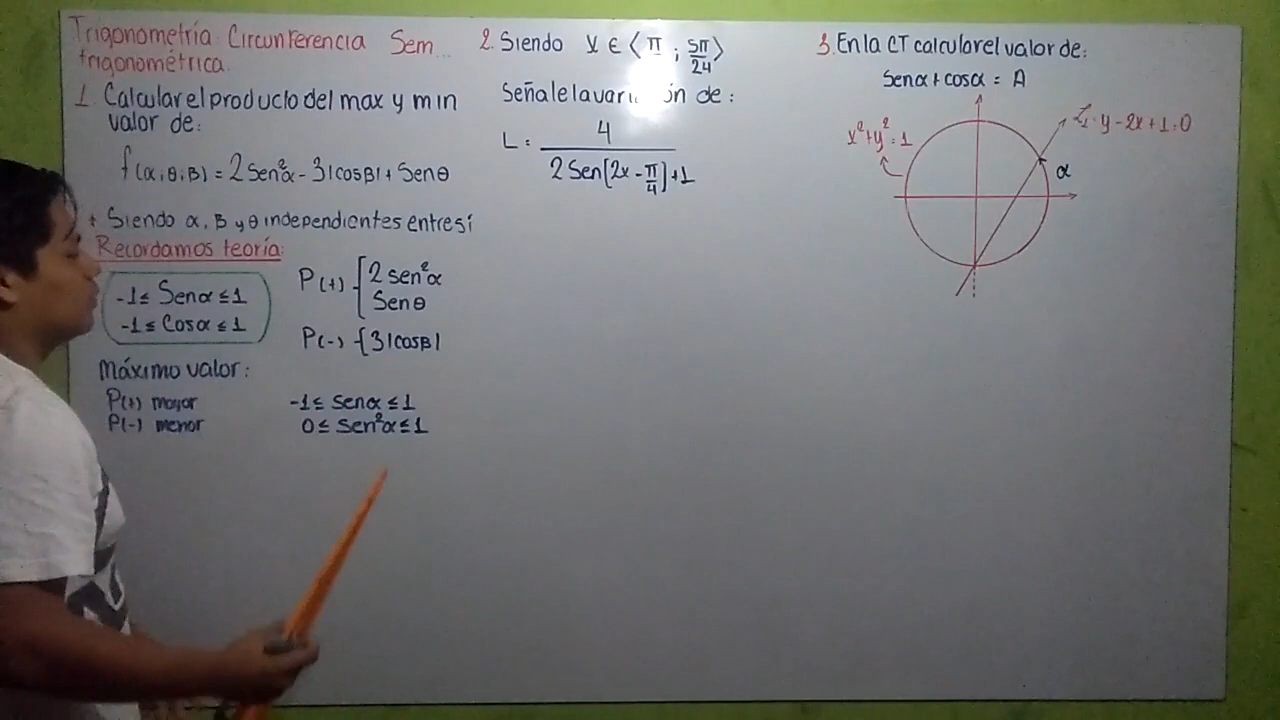 Trigonometría: Circunferencia Sem...
trigonométrica.
1. Calcular el producto del max y min
valor de:
f(α;θ;β) = 2Sen²α - 3|cosβ| + Senθ
* Siendo α, β y θ independientes entre sí
Recordamos teoría:
-1 ≤ Senα ≤ 1
-1 ≤ Cosα ≤ 1
P(+) { 2 sen²α
Senθ
P(-) { 3|cosβ|
Máximo valor:
P(+) mayor
P(-) menor
-1 ≤ senα ≤ 1
0 ≤ sen²α ≤ 1
2. Siendo x ∈ ⟨π ; 5π/24⟩
Señale la de:
L = 4 / 2 Sen[2x - π/4] + 1
3. En la CT calcular el valor de:
Senα + cosα = A
x² + y² = 1
L₁: y - 2x + 1 = 0
α